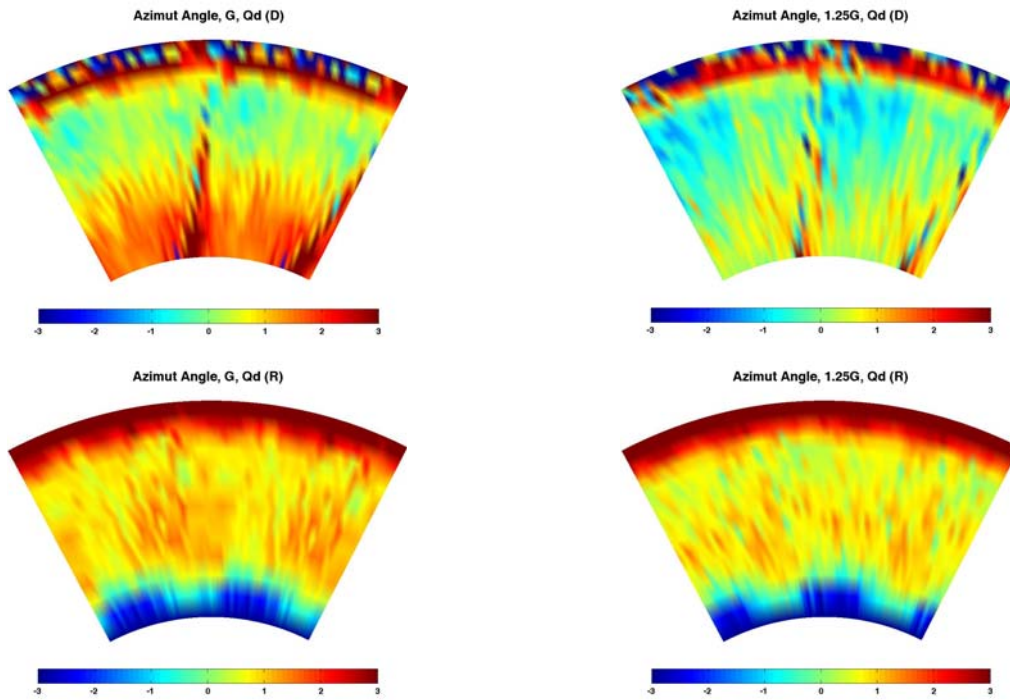 Azimut Angle, G, Qd (D)
Azimut Angle, 1.25G, Qd (D)
-3 -2 -1 0 1 2 3
-3 -2 -1 0 1 2 3
Azimut Angle, G, Qd (R)
Azimut Angle, 1.25G, Qd (R)
-3 -2 -1 0 1 2 3
-3 -2 -1 0 1 2 3